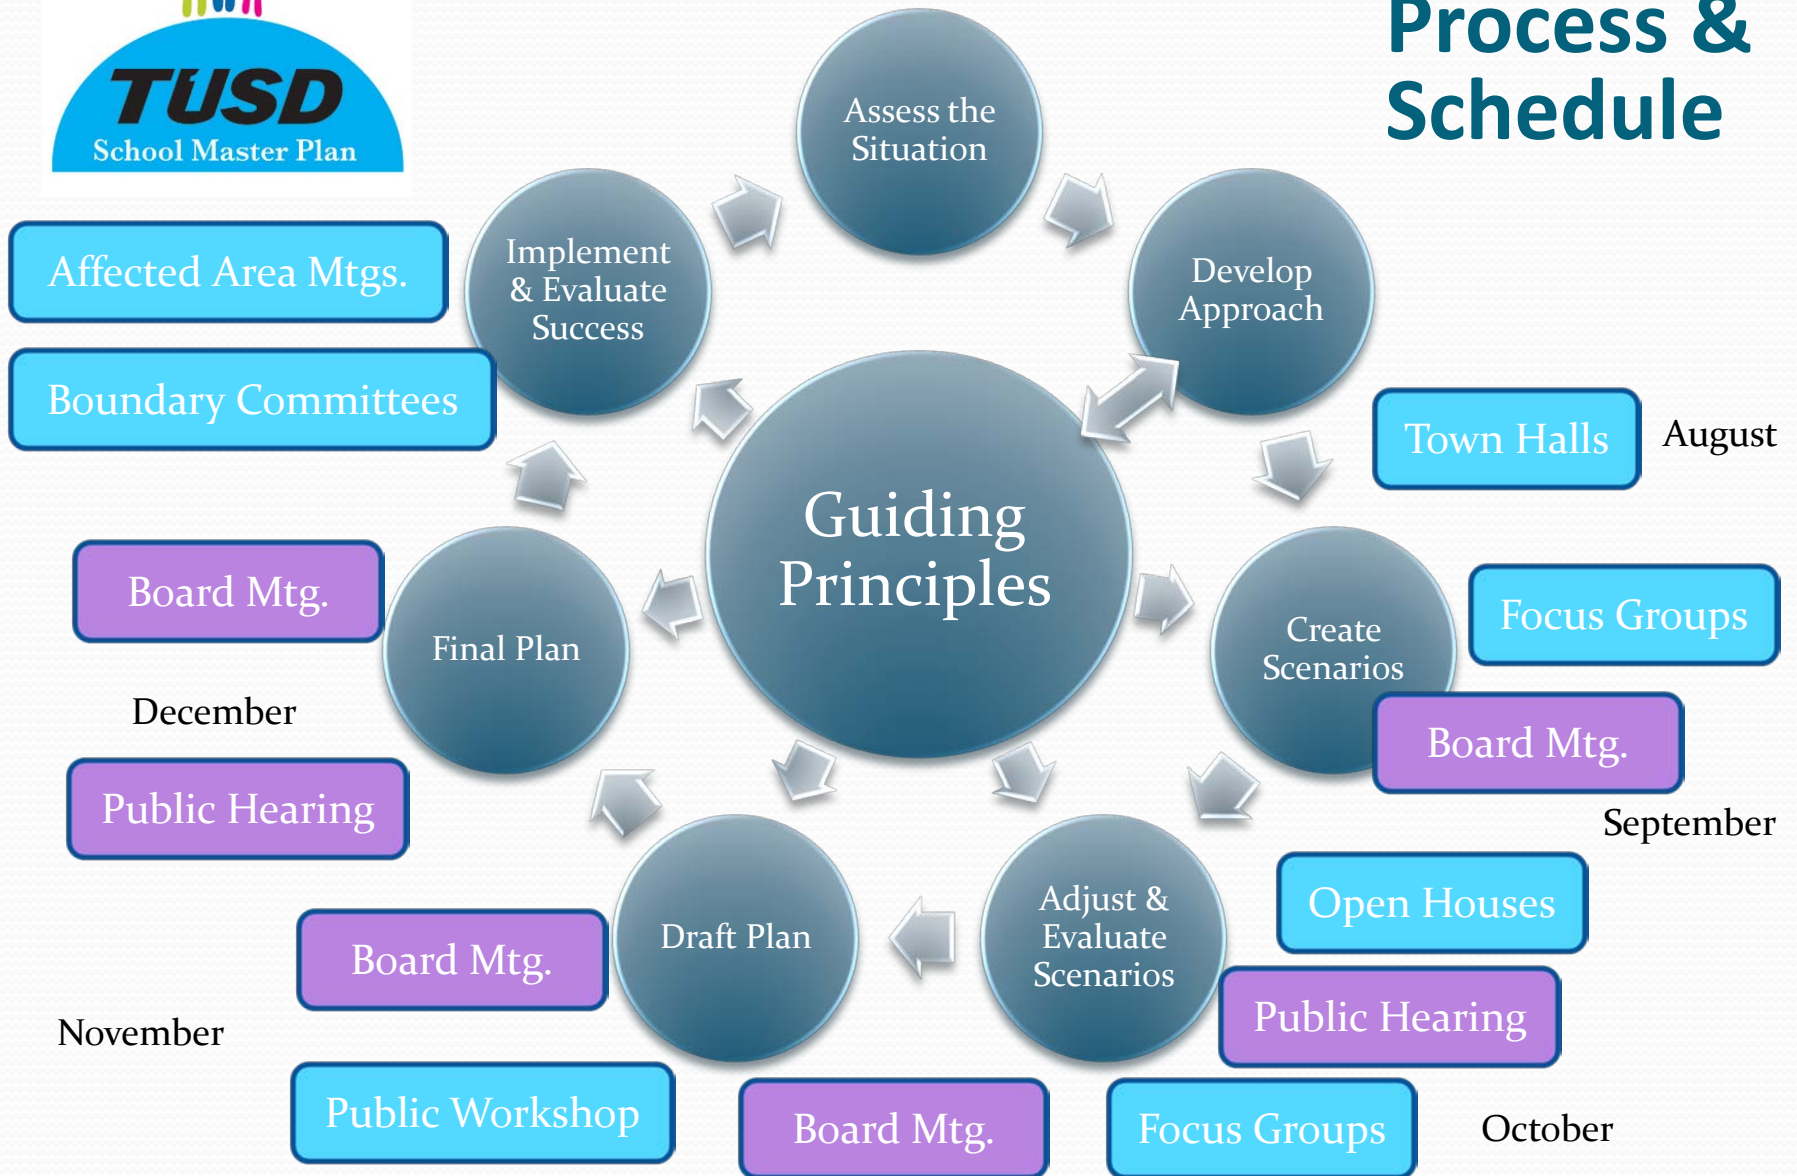 TUSD
School Master Plan
Process &
Schedule
Assess the
Situation
Develop
Approach
Implement
& Evaluate
Success
Affected Area Mtgs.
Boundary Committees
Town Halls
August
Guiding
Principles
Create
Scenarios
Focus Groups
Board Mtg.
September
Final Plan
Board Mtg.
December
Public Hearing
Adjust &
Evaluate
Scenarios
Open Houses
Public Hearing
Focus Groups
October
Board Mtg.
Draft Plan
Board Mtg.
November
Public Workshop